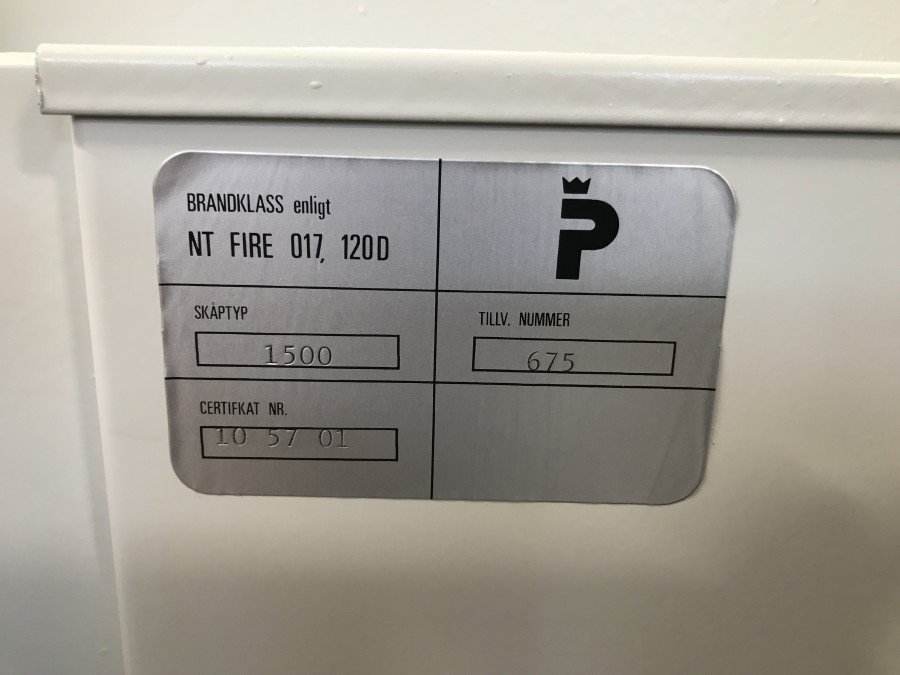 BRANDKLASS enligt
NT FIRE 017, 120D
P
SKÅPTYP
1500
TILLV. NUMMER
675
CERTIFKAT NR.
10 57 01